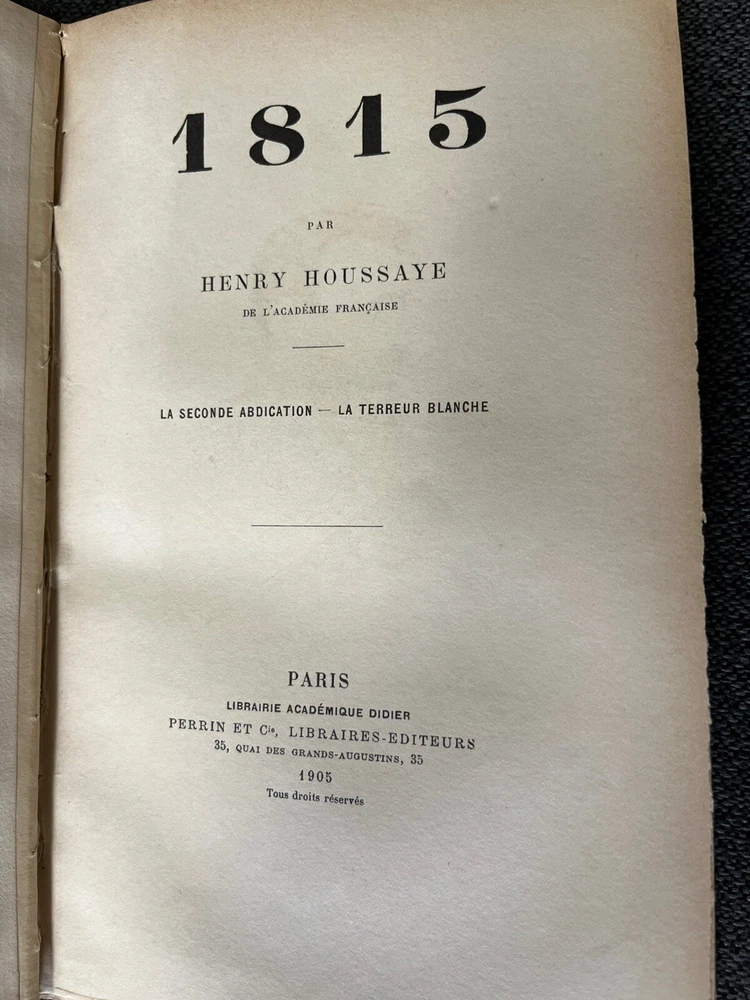 1815
PAR
HENRY HOUSSAYE
DE L'ACADÉMIE FRANÇAISE
LA SECONDE ABDICATION — LA TERREUR BLANCHE
PARIS
LIBRAIRIE ACADÉMIQUE DIDIER
PERRIN ET Cie, LIBRAIRES-EDITEURS
35, QUAI DES GRANDS-AUGUSTINS, 35
1905
Tous droits réservés